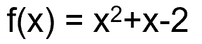 f(x) = x²+x-2